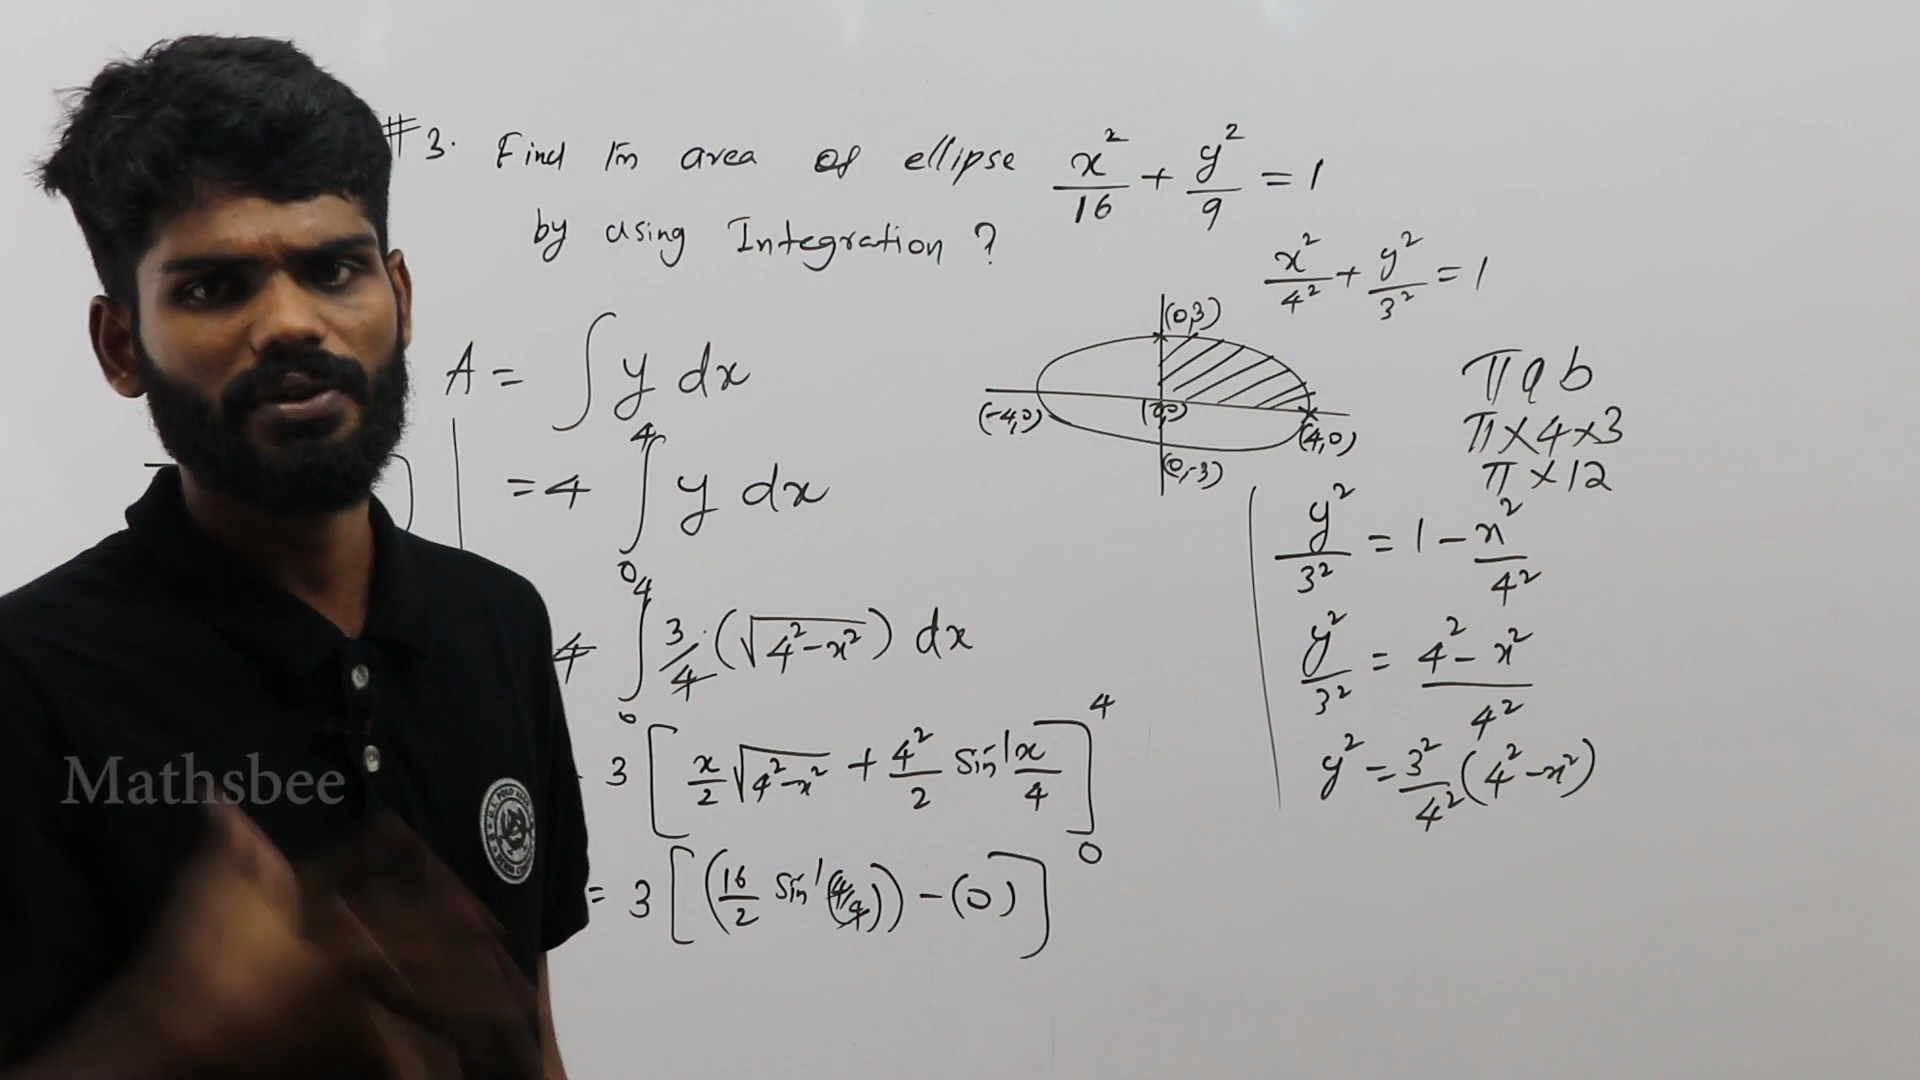 #3. Find the area of ellipse x²/16 + y²/9 = 1
by using Integration ?
x²/4² + y²/3² = 1
A = ∫ y dx
= 4 ∫₀⁴ y dx
4 ∫₀⁴ 3/4 (√4²-x²) dx
3 [ x/2 √4²-x² + 4²/2 sin⁻¹ x/4 ]₀⁴
= 3 [ (16/2 sin⁻¹(4/4)) - (0) ]
(0,3)
(-4,0) (0,0) (4,0)
(0,-3)
πab
π×4×3
π×12
y²/3² = 1 - x²/4²
y²/3² = 4² - x²/4²
y² = 3²/4² (4² - x²)
Mathsbee